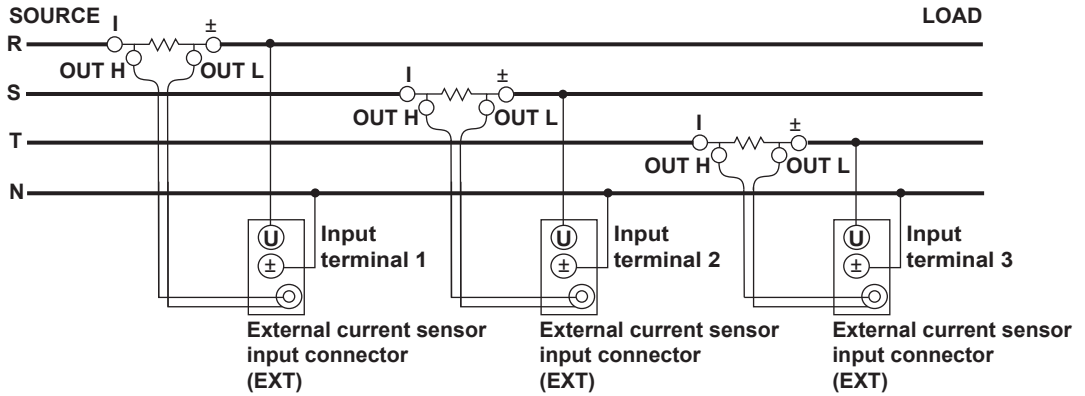 SOURCE
LOAD
I ±
R
OUT H OUT L
I ±
S
OUT H OUT L
I ±
T
OUT H OUT L
N
U
±
Input
terminal 1
External current sensor
input connector
(EXT)
U
±
Input
terminal 2
External current sensor
input connector
(EXT)
U
±
Input
terminal 3
External current sensor
input connector
(EXT)